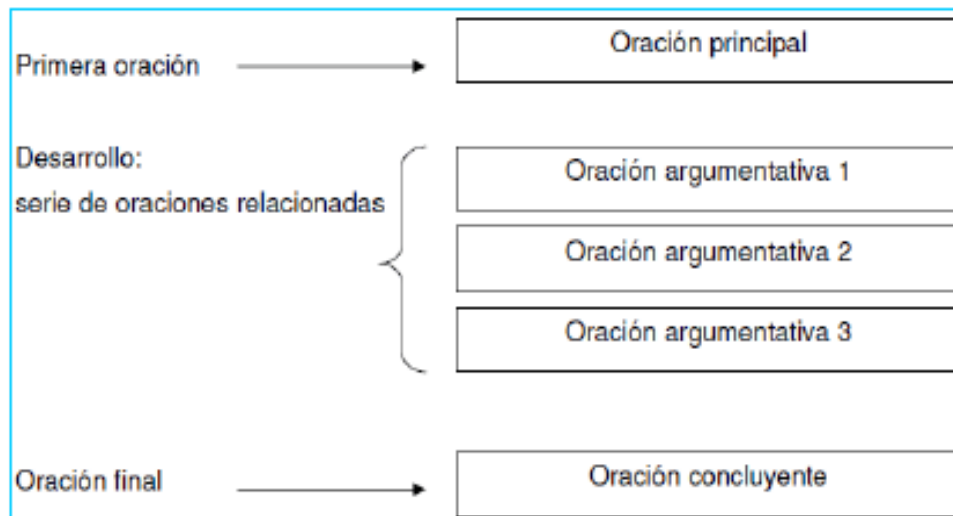 Oración principal
Primera oración
Desarrollo:
Oración argumentativa 1
serie de oraciones relacionadas
Oración argumentativa 2
Oración argumentativa 3
Oración final
Oración concluyente